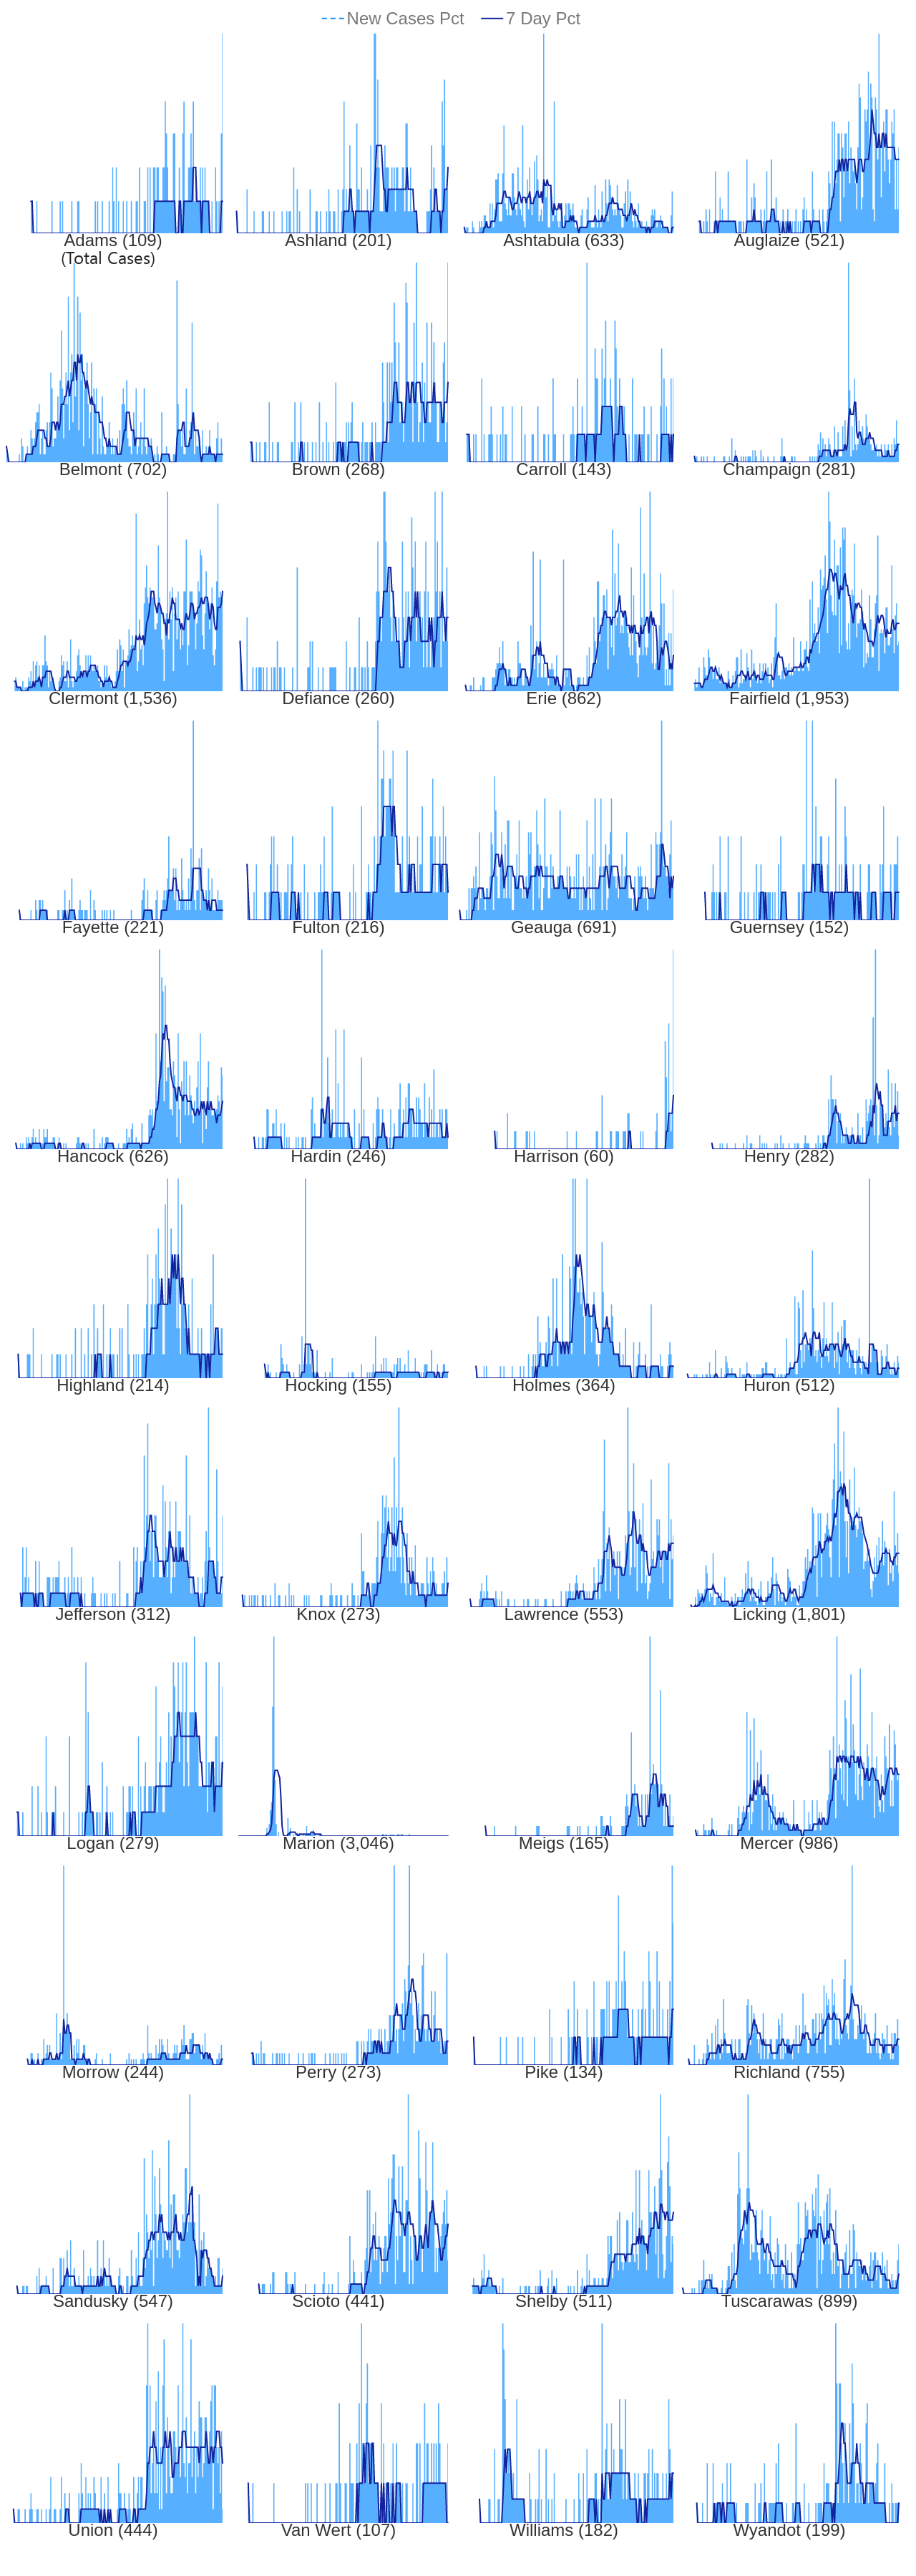 New Cases Pct 7 Day Pct
Adams (109) Ashland (201) Ashtabula (633) Auglaize (521)
(Total Cases)
Belmont (702) Brown (268) Carroll (143) Champaign (281)
Clermont (1,536) Defiance (260) Erie (862) Fairfield (1,953)
Fayette (221) Fulton (216) Geauga (691) Guernsey (152)
Hancock (626) Hardin (246) Harrison (60) Henry (282)
Highland (214) Hocking (155) Holmes (364) Huron (512)
Jefferson (312) Knox (273) Lawrence (553) Licking (1,801)
Logan (279) Marion (3,046) Meigs (165) Mercer (986)
Morrow (244) Perry (273) Pike (134) Richland (755)
Sandusky (547) Scioto (441) Shelby (511) Tuscarawas (899)
Union (444) Van Wert (107) Williams (182) Wyandot (199)